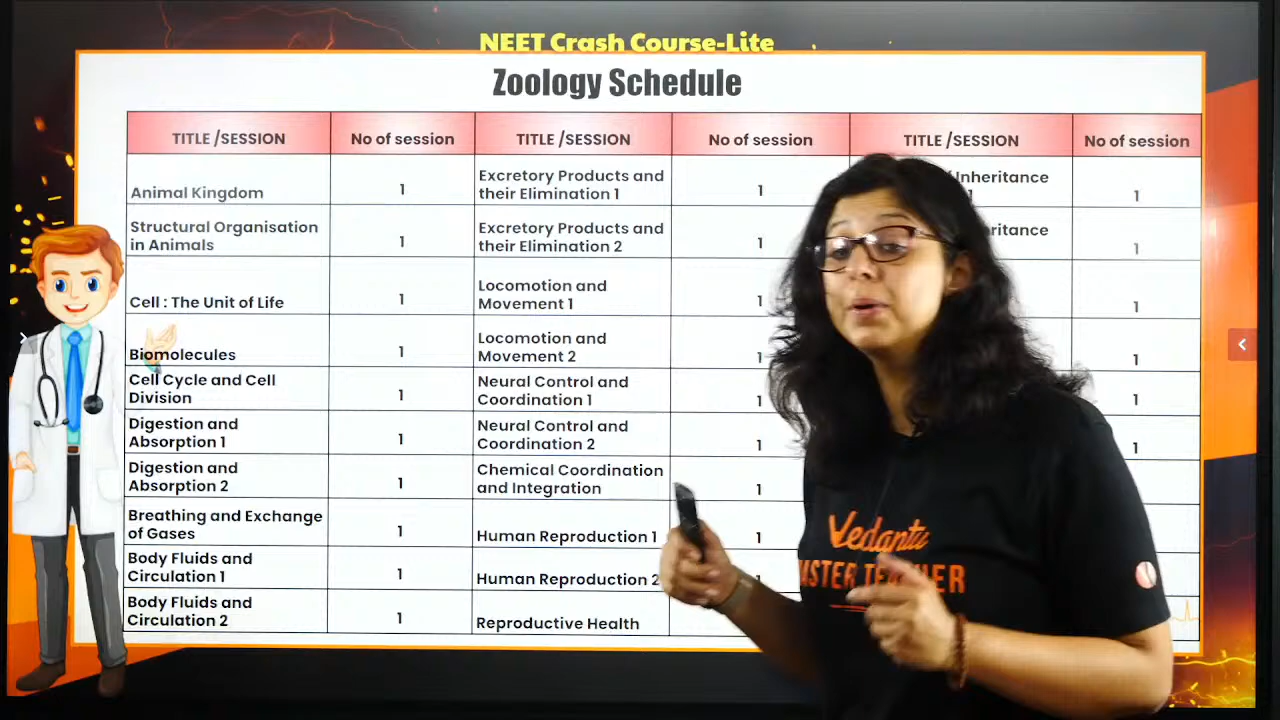 NEET Crash Course-Lite
Zoology Schedule
TITLE /SESSION No of session TITLE /SESSION No of session TITLE /SESSION No of session
Animal Kingdom 1 Excretory Products and
their Elimination 1 1 Inheritance
1 1
Structural Organisation
in Animals 1 Excretory Products and
their Elimination 2 1
1
Cell : The Unit of Life 1 Locomotion and
Movement 1 1 1
Biomolecules 1 Locomotion and
Movement 2 1 1
Cell Cycle and Cell
Division 1 Neural Control and
Coordination 1 1 1
Digestion and
Absorption 1 1 Neural Control and
Coordination 2 1 1
Digestion and
Absorption 2 1 Chemical Coordination
and Integration 1
Breathing and Exchange
of Gases 1 Human Reproduction 1 1
Body Fluids and
Circulation 1 1 Human Reproduction 2 1
Body Fluids and
Circulation 2 1 Reproductive Health
Vedantu
TEACHER